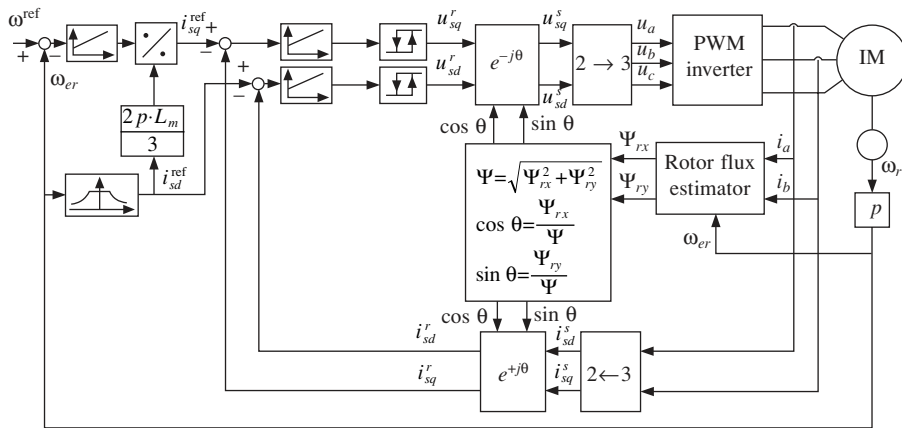 ω^ref
+
−
ω_er
i_sq^ref
+
−
+
−
2 p·L_m
3
i_sd^ref
u_sq^r
u_sd^r
e^−jθ
u_sq^s
u_sd^s
2 → 3
u_a
u_b
u_c
PWM
inverter
IM
ω_r
p
cos θ
sin θ
Ψ=√Ψ_rx^2+Ψ_ry^2
cos θ=Ψ_rx/Ψ
sin θ=Ψ_ry/Ψ
Ψ_rx
Ψ_ry
Rotor flux
estimator
i_a
i_b
ω_er
cos θ
sin θ
i_sd^r
i_sq^r
e^+jθ
i_sd^s
i_sq^s
2←3